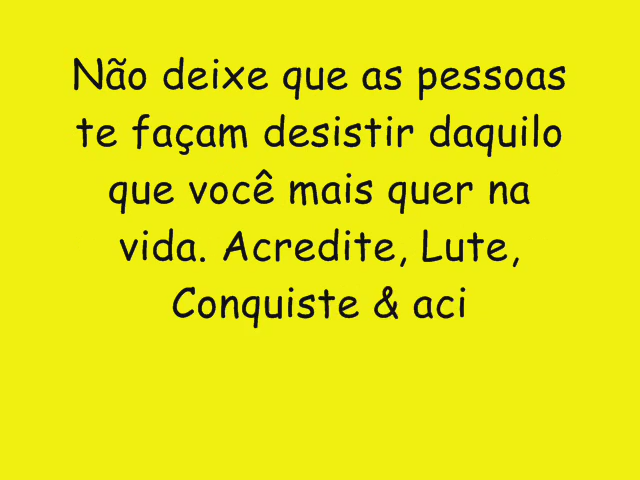 Não deixe que as pessoas
te façam desistir daquilo
que você mais quer na
vida. Acredite, Lute,
Conquiste & aci